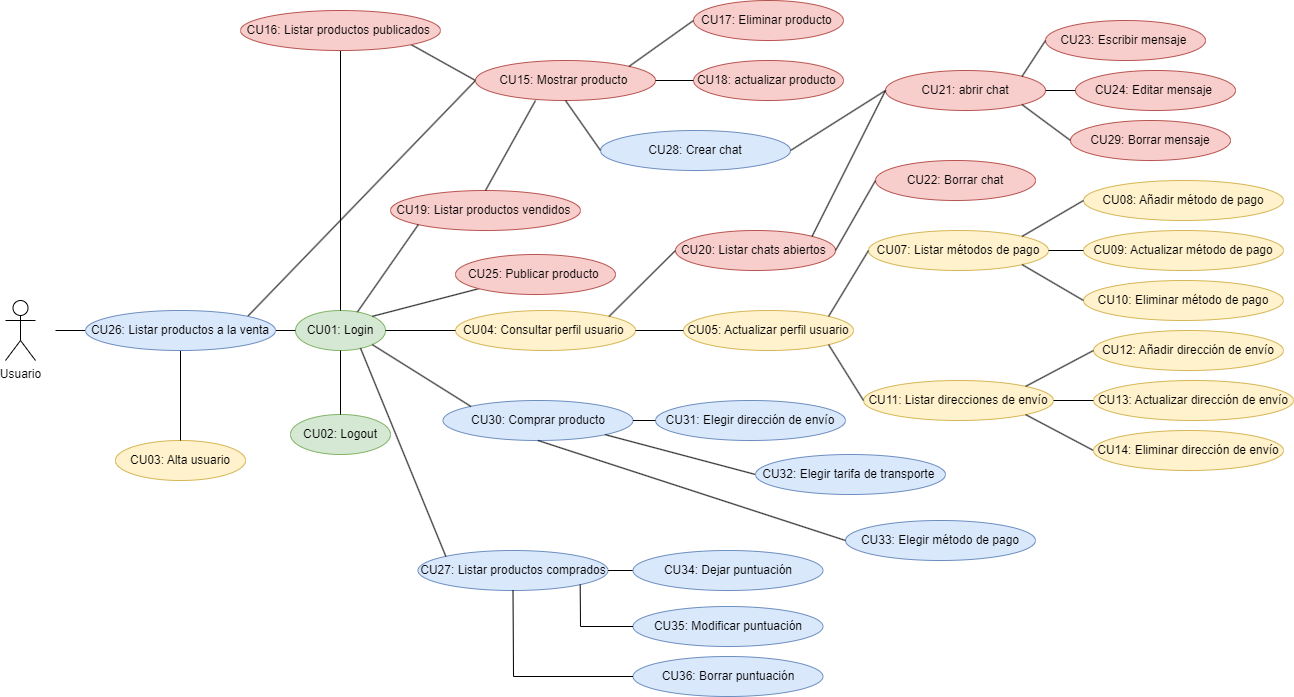 CU16: Listar productos publicados
CU17: Eliminar producto
CU15: Mostrar producto
CU18: actualizar producto
CU23: Escribir mensaje
CU21: abrir chat
CU24: Editar mensaje
CU29: Borrar mensaje
CU28: Crear chat
CU22: Borrar chat
CU19: Listar productos vendidos
CU20: Listar chats abiertos
CU08: Añadir método de pago
CU07: Listar métodos de pago
CU09: Actualizar método de pago
CU10: Eliminar método de pago
CU25: Publicar producto
Usuario
CU26: Listar productos a la venta
CU01: Login
CU04: Consultar perfil usuario
CU05: Actualizar perfil usuario
CU12: Añadir dirección de envío
CU11: Listar direcciones de envío
CU13: Actualizar dirección de envío
CU14: Eliminar dirección de envío
CU03: Alta usuario
CU02: Logout
CU30: Comprar producto
CU31: Elegir dirección de envío
CU32: Elegir tarifa de transporte
CU33: Elegir método de pago
CU27: Listar productos comprados
CU34: Dejar puntuación
CU35: Modificar puntuación
CU36: Borrar puntuación